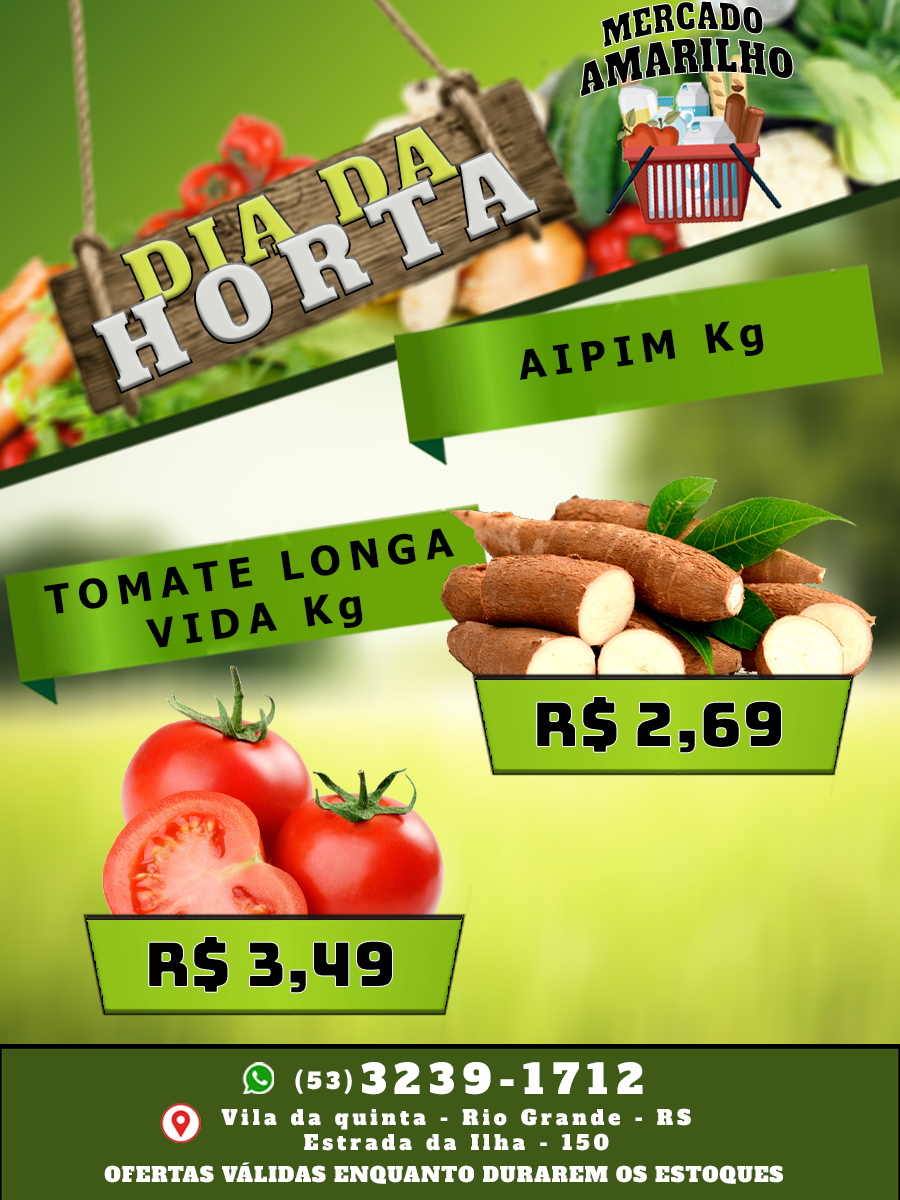 MERCADO
AMARILHO
DIA DA
HORTA
AIPIM Kg
TOMATE LONGA
VIDA Kg
R$ 2,69
R$ 3,49
(53) 3239-1712
Vila da quinta - Rio Grande - RS
Estrada da Ilha - 150
OFERTAS VÁLIDAS ENQUANTO DURAREM OS ESTOQUES